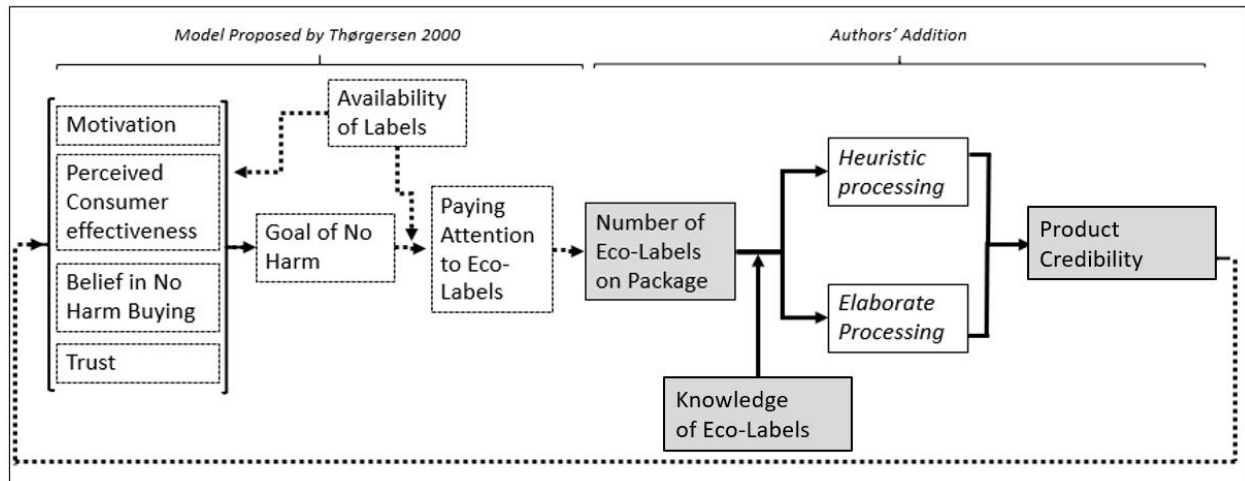 Model Proposed by Thørgersen 2000
Authors' Addition
Motivation
Perceived
Consumer
effectiveness
Belief in No
Harm Buying
Trust
Availability
of Labels
Goal of No
Harm
Paying
Attention
to Eco-
Labels
Number of
Eco-Labels
on Package
Knowledge
of Eco-Labels
Heuristic
processing
Elaborate
Processing
Product
Credibility